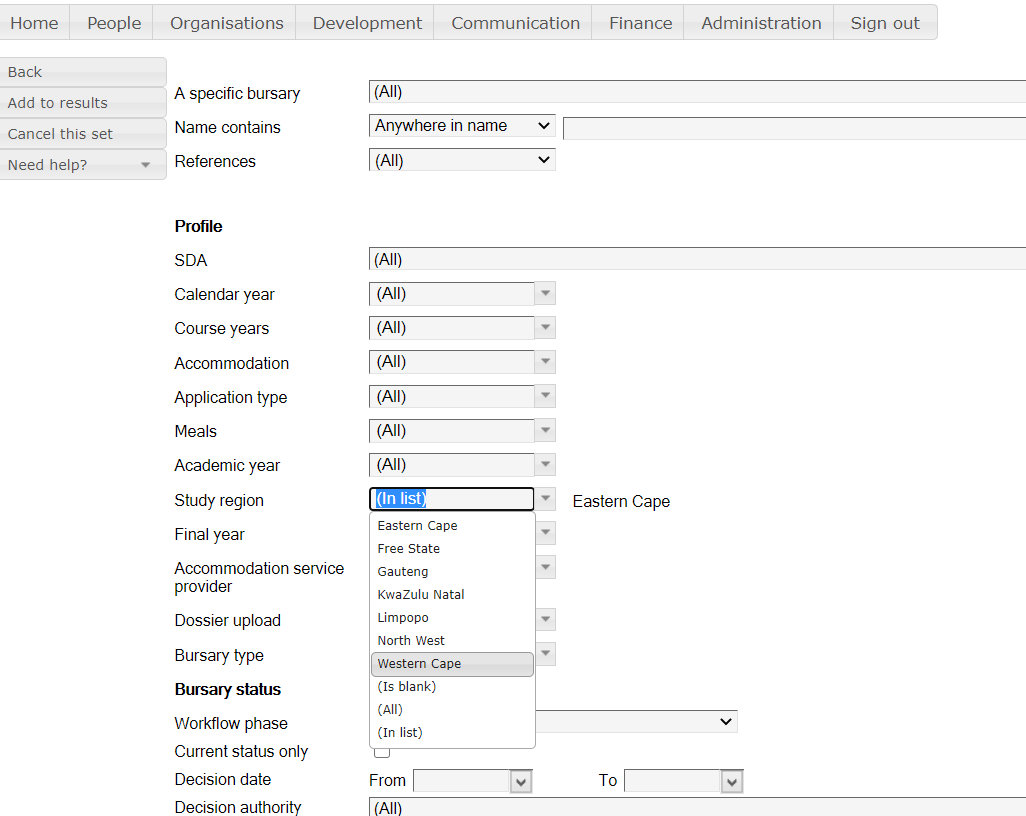 Home People Organisations Development Communication Finance Administration Sign out
Back
Add to results
Cancel this set
Need help?
A specific bursary (All)
Name contains Anywhere in name
References (All)
Profile
SDA (All)
Calendar year (All)
Course years (All)
Accommodation (All)
Application type (All)
Meals (All)
Academic year (All)
Study region (In list) Eastern Cape
Eastern Cape
Free State
Gauteng
KwaZulu Natal
Limpopo
North West
Western Cape
(Is blank)
(All)
(In list)
Final year
Accommodation service
provider
Dossier upload
Bursary type
Bursary status
Workflow phase
Current status only
Decision date From To
Decision authority (All)